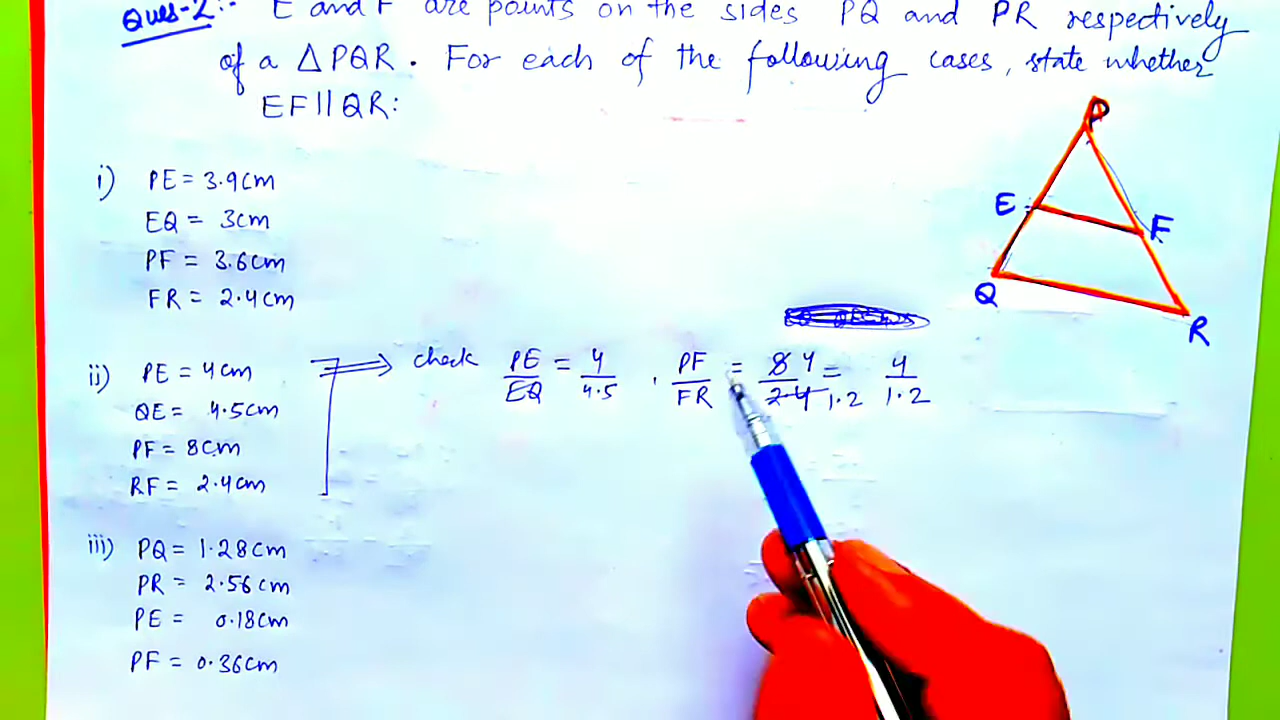 Ques-2:- E and F are points on the sides PQ and PR respectively
of a △PQR. For each of the following cases, state whether
EF||QR:
P
E
F
Q
R
i) PE = 3.9cm
EQ = 3cm
PF = 3.6cm
FR = 2.4cm
ii) PE = 4cm
QE = 4.5cm
PF = 8cm
RF = 2.4cm
check PE/EQ = 4/4.5 , PF/FR = 8 4/2.4 1.2 = 4/1.2
iii) PQ = 1.28cm
PR = 2.56cm
PE = 0.18cm
PF = 0.36cm